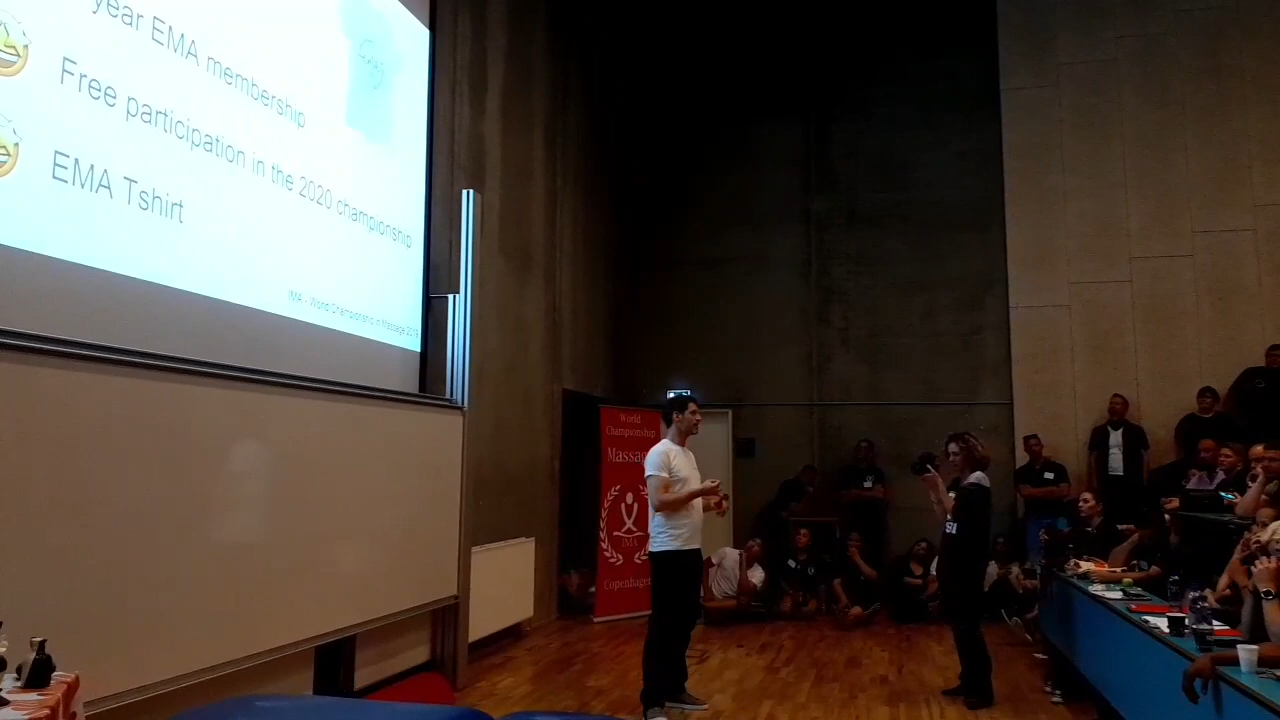 year EMA membership
Free participation in the 2020 championship
EMA Tshirt
IMA - World Championship in Massage 2019
World
Championship
Massage
IMA
Copenhagen